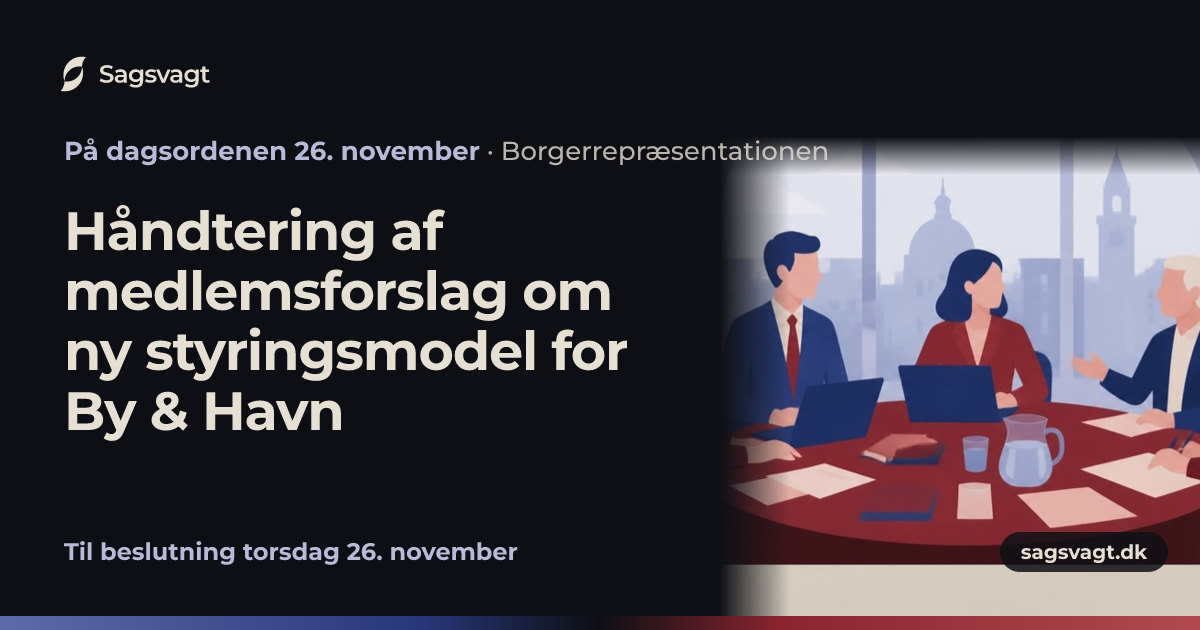 Sagsvagt
På dagsordenen 26. november · Borgerrepræsentationen
Håndtering af
medlemsforslag om
ny styringsmodel for
By & Havn
Til beslutning torsdag 26. november
sagsvagt.dk